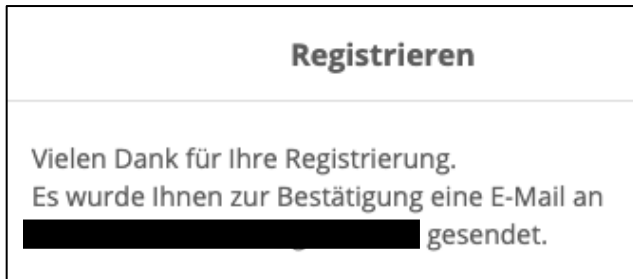 Registrieren
Vielen Dank für Ihre Registrierung.
Es wurde Ihnen zur Bestätigung eine E-Mail an
gesendet.